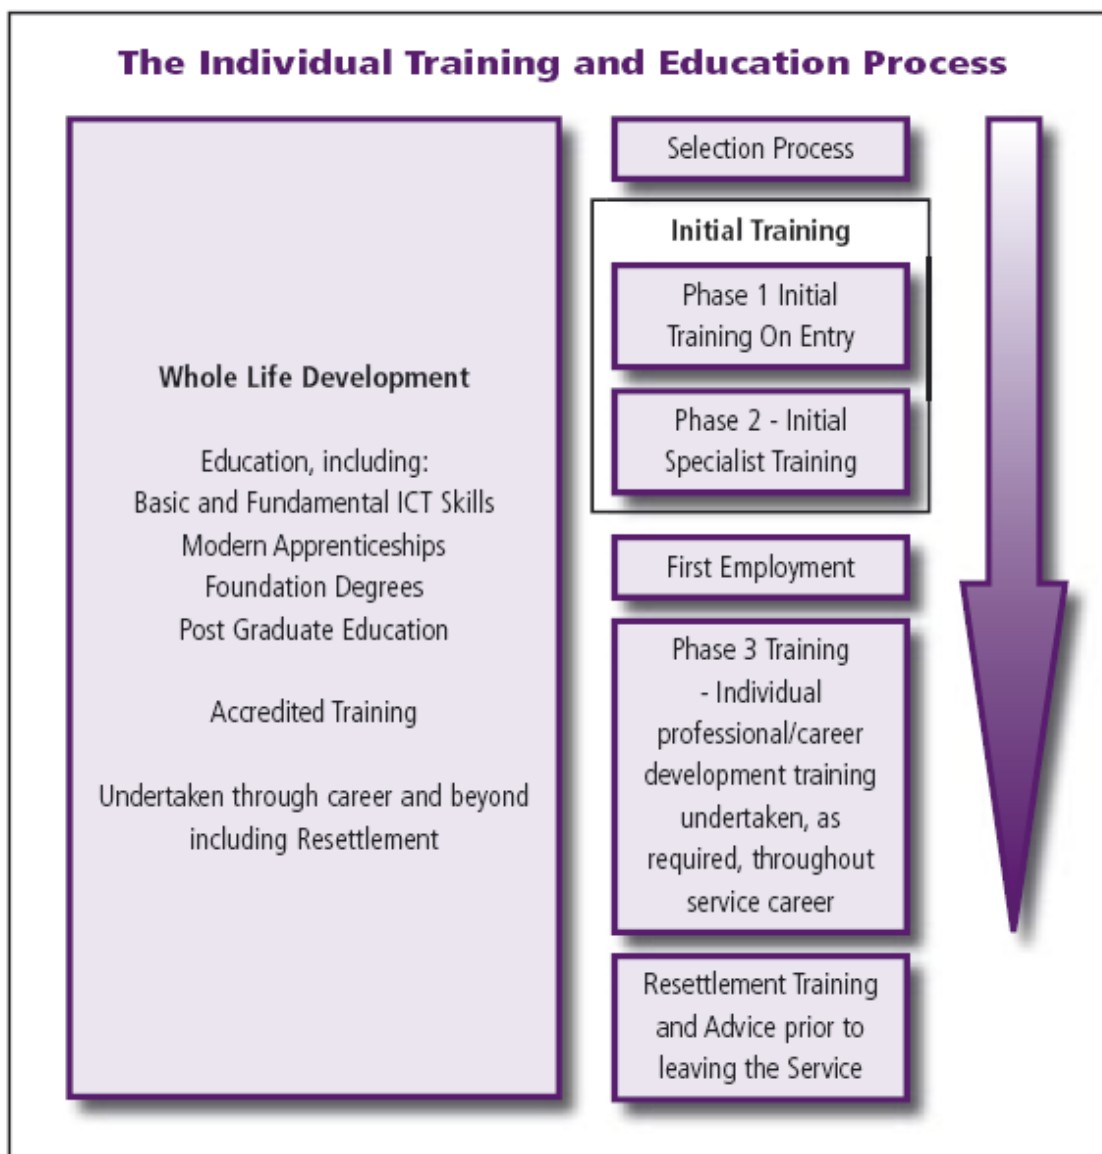 The Individual Training and Education Process
Whole Life Development
Education, including:
Basic and Fundamental ICT Skills
Modern Apprenticeships
Foundation Degrees
Post Graduate Education
Accredited Training
Undertaken through career and beyond
including Resettlement
Selection Process
Initial Training
Phase 1 Initial
Training On Entry
Phase 2 - Initial
Specialist Training
First Employment
Phase 3 Training
- Individual
professional/career
development training
undertaken, as
required, throughout
service career
Resettlement Training
and Advice prior to
leaving the Service